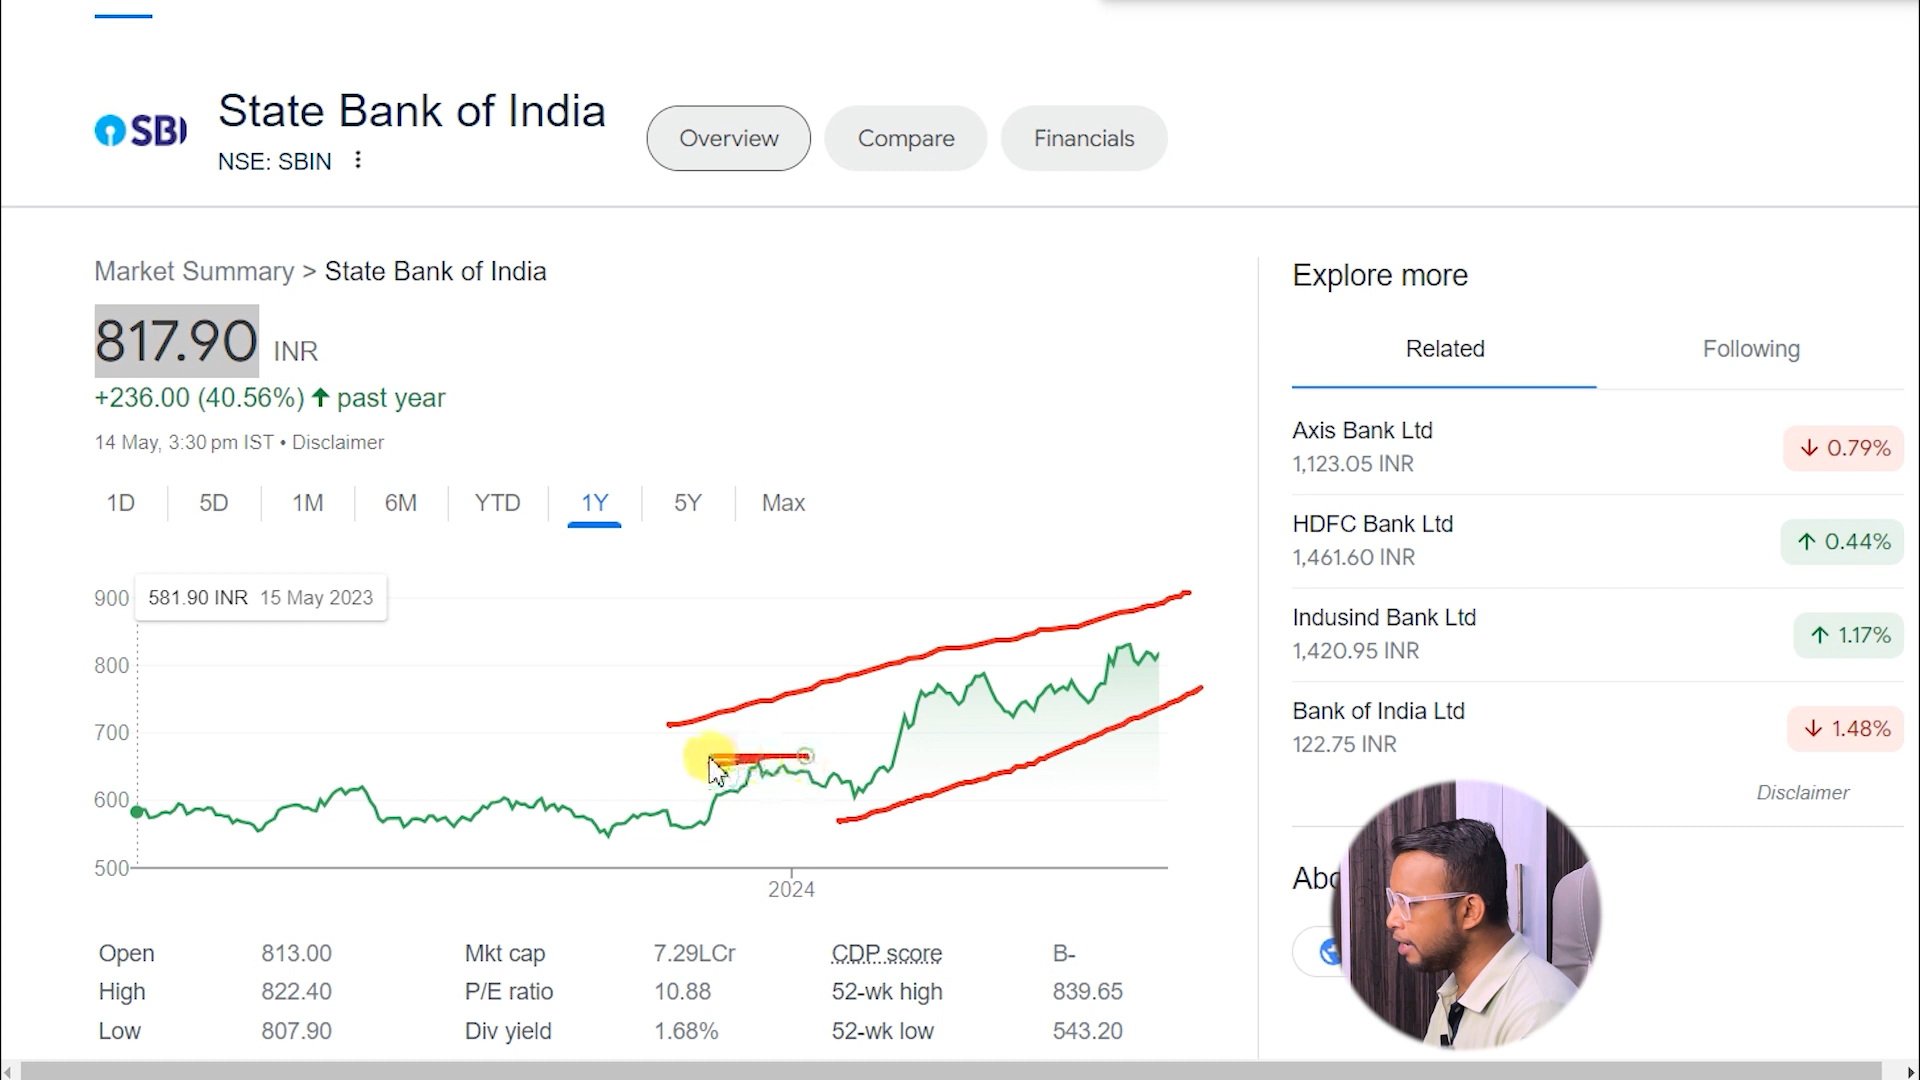 SBI
State Bank of India
NSE: SBIN
Overview
Compare
Financials
Market Summary > State Bank of India
817.90 INR
+236.00 (40.56%) ↑ past year
14 May, 3:30 pm IST • Disclaimer
1D
5D
1M
6M
YTD
1Y
5Y
Max
581.90 INR 15 May 2023
900
800
700
600
500
2024
Open 813.00
High 822.40
Low 807.90
Mkt cap 7.29LCr
P/E ratio 10.88
Div yield 1.68%
CDP score B-
52-wk high 839.65
52-wk low 543.20
Explore more
Related
Following
Axis Bank Ltd
1,123.05 INR
↓ 0.79%
HDFC Bank Ltd
1,461.60 INR
↑ 0.44%
Indusind Bank Ltd
1,420.95 INR
↑ 1.17%
Bank of India Ltd
122.75 INR
↓ 1.48%
Disclaimer